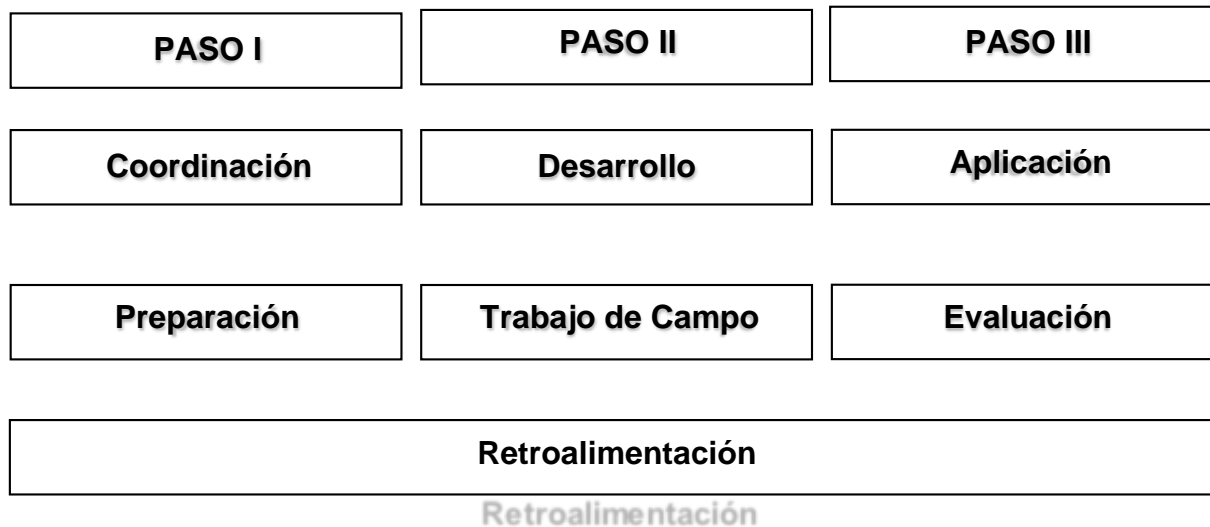 PASO I
PASO II
PASO III
Coordinación
Desarrollo
Aplicación
Preparación
Trabajo de Campo
Evaluación
Retroalimentación
Retroalimentación